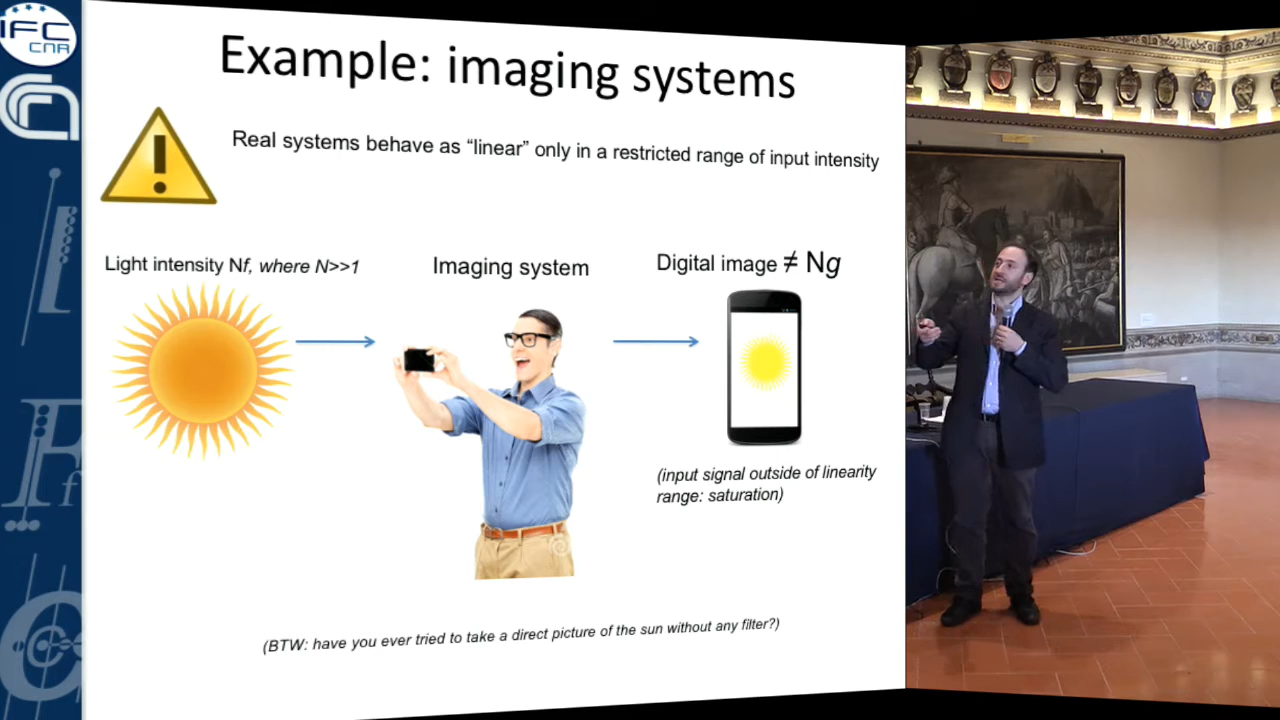 IFC
CNR
Example: imaging systems
Real systems behave as “linear” only in a restricted range of input intensity
Light intensity Nf, where N>>1
Imaging system
Digital image ≠ Ng
(input signal outside of linearity
range: saturation)
(BTW: have you ever tried to take a direct picture of the sun without any filter?)